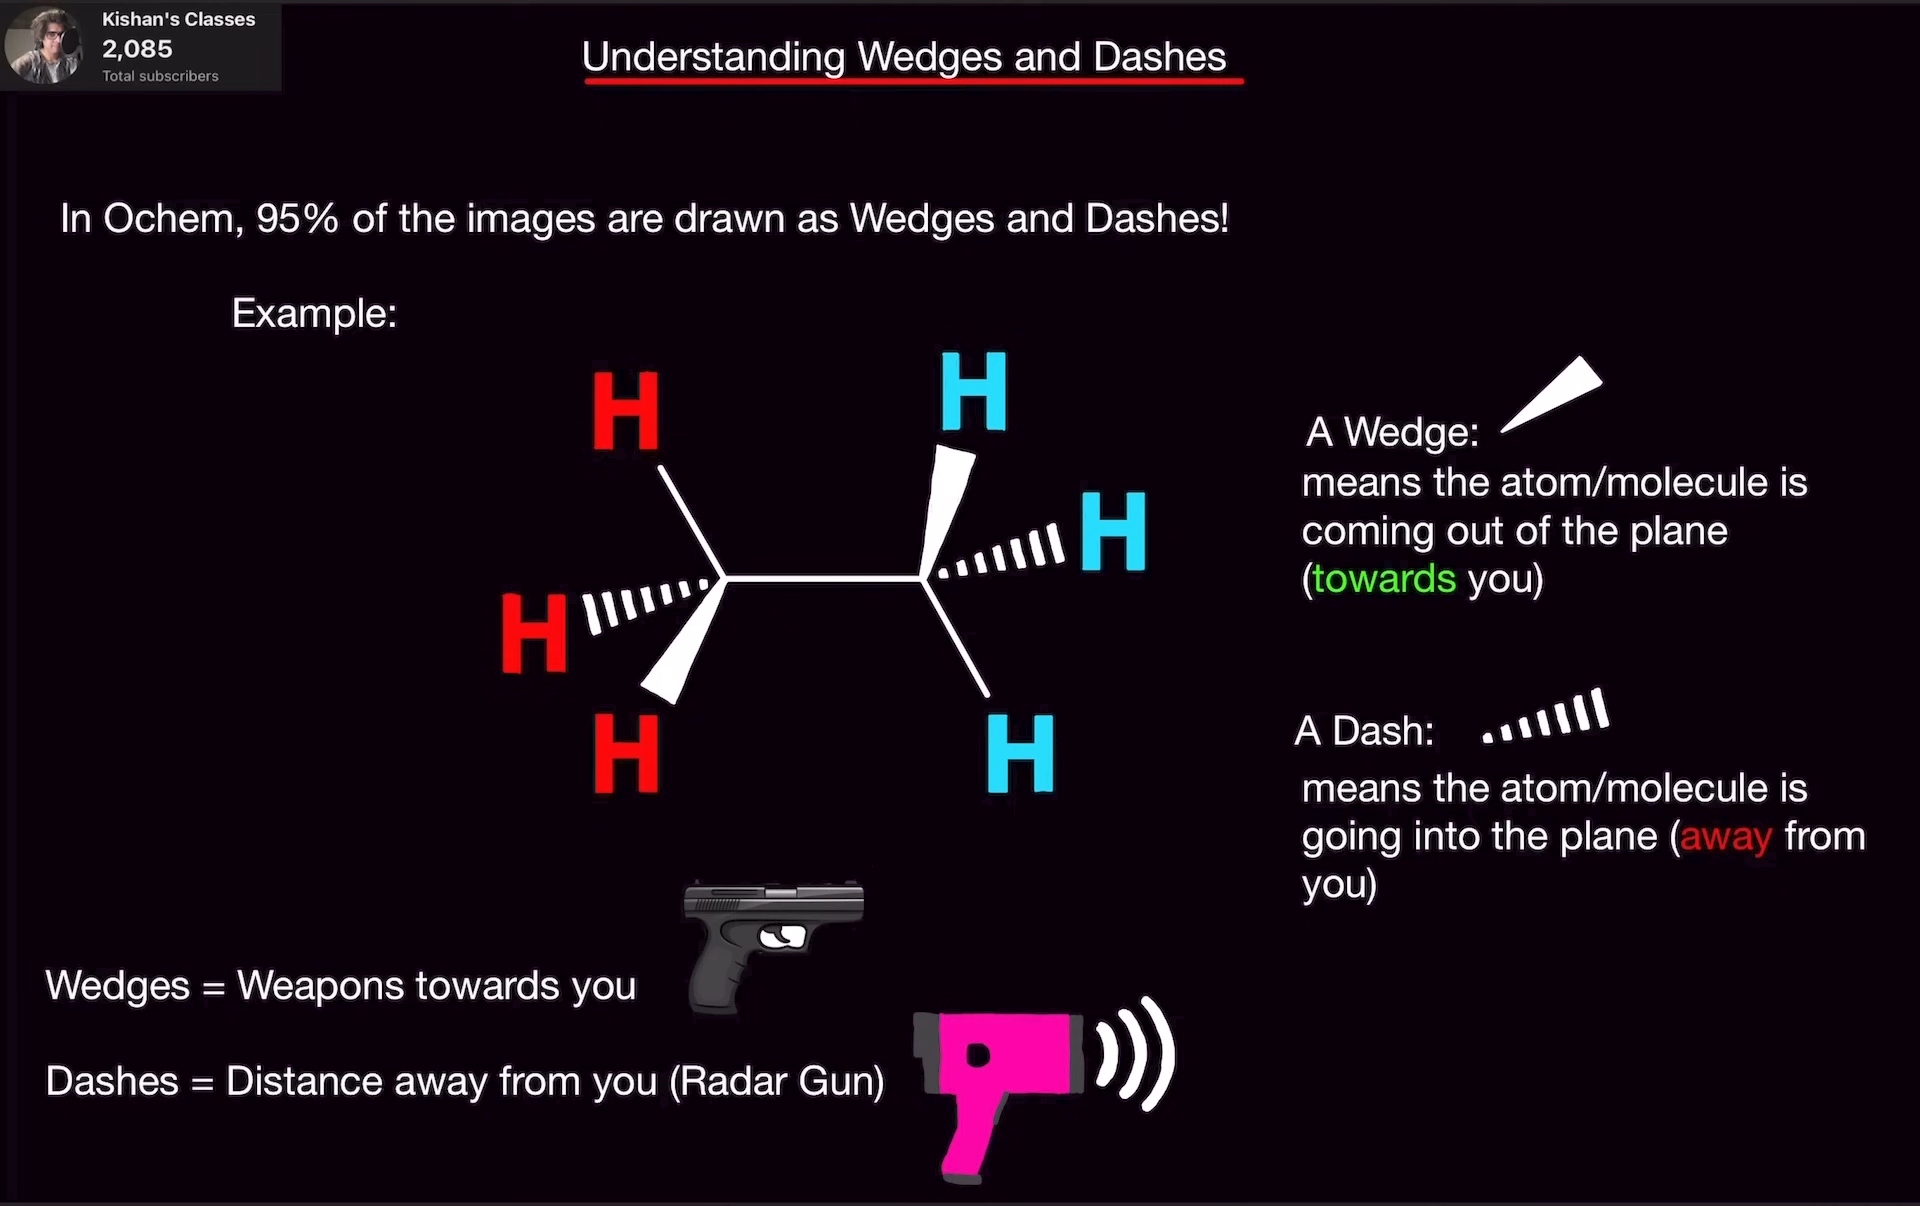 Kishan's Classes
2,085
Total subscribers
Understanding Wedges and Dashes
In Ochem, 95% of the images are drawn as Wedges and Dashes!
Example:
H
H
H
H
H
H
A Wedge:
means the atom/molecule is
coming out of the plane
(towards you)
A Dash:
means the atom/molecule is
going into the plane (away from
you)
Wedges = Weapons towards you
Dashes = Distance away from you (Radar Gun)